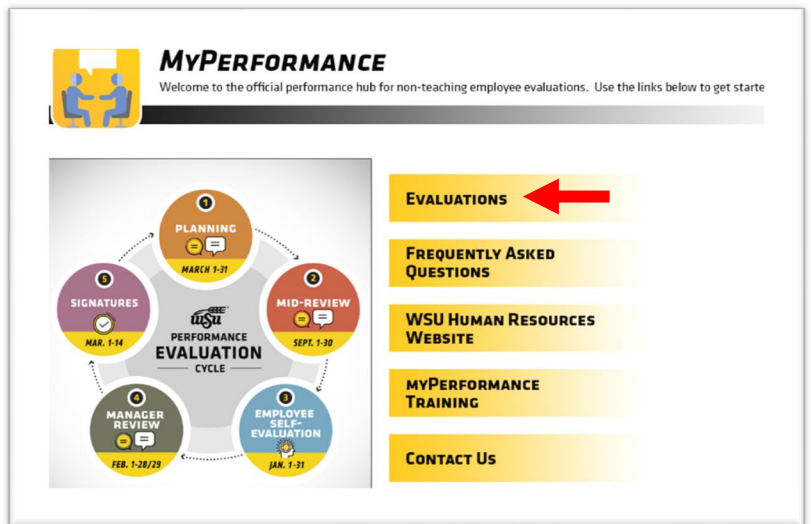 MyPerformance
Welcome to the official performance hub for non-teaching employee evaluations.  Use the links below to get starte
1
PLANNING
MARCH 1-31
2
MID-REVIEW
SEPT. 1-30
3
EMPLOYEE
SELF-
EVALUATION
JAN. 1-31
4
MANAGER
REVIEW
FEB. 1-28/29
5
SIGNATURES
MAR. 1-14
WSU
PERFORMANCE
EVALUATION
CYCLE
Evaluations
Frequently Asked
Questions
WSU Human Resources
Website
myPerformance
Training
Contact Us